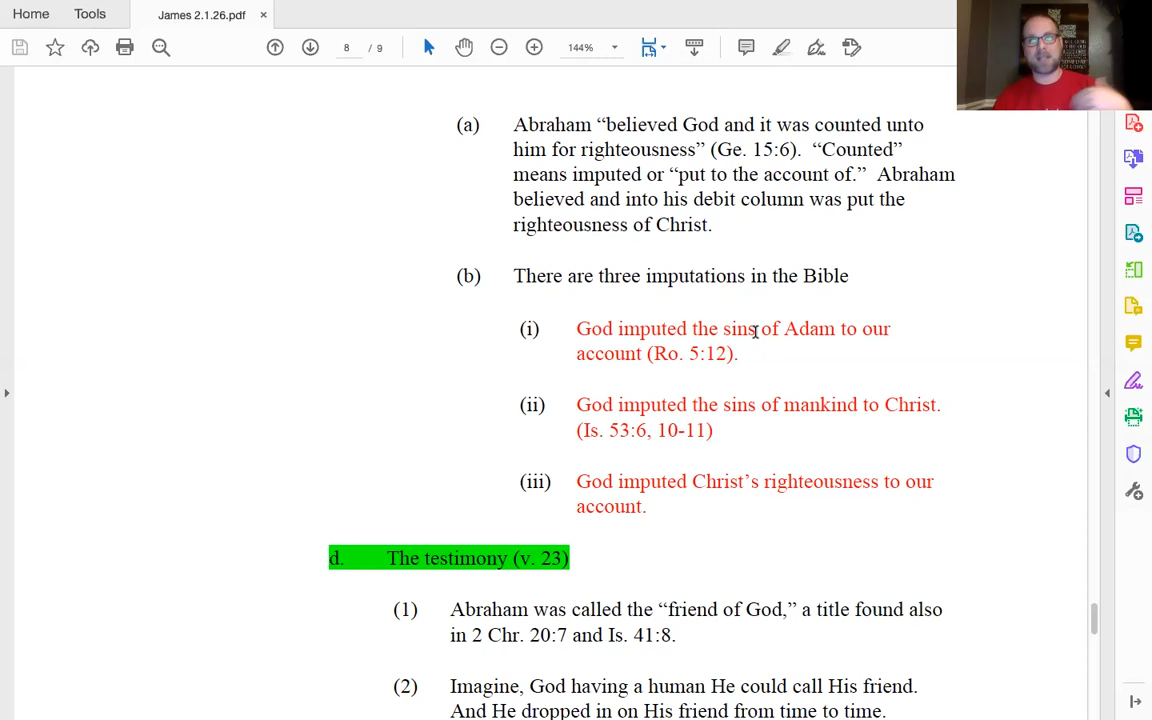 Home
Tools
James 2.1.26.pdf
×
8 / 9
144%
(a) Abraham “believed God and it was counted unto
him for righteousness” (Ge. 15:6). “Counted”
means imputed or “put to the account of.” Abraham
believed and into his debit column was put the
righteousness of Christ.
(b) There are three imputations in the Bible
(i) God imputed the sins of Adam to our
account (Ro. 5:12).
(ii) God imputed the sins of mankind to Christ.
(Is. 53:6, 10-11)
(iii) God imputed Christ’s righteousness to our
account.
d. The testimony (v. 23)
(1) Abraham was called the “friend of God,” a title found also
in 2 Chr. 20:7 and Is. 41:8.
(2) Imagine, God having a human He could call His friend.
And He dropped in on His friend from time to time.